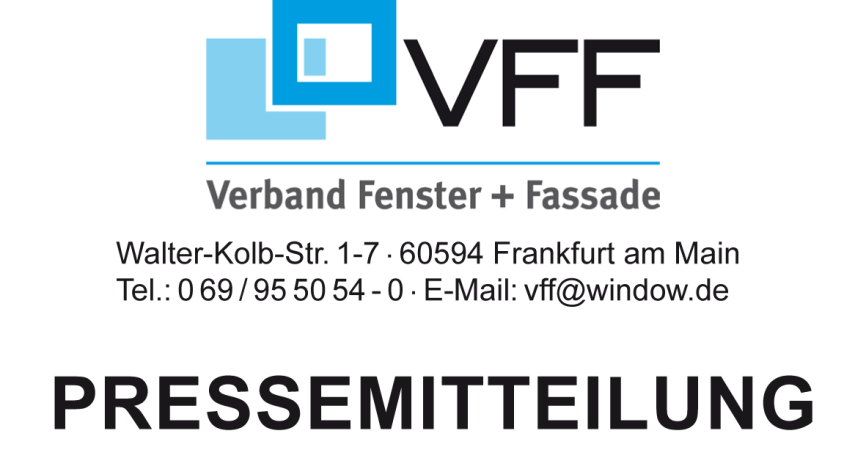 VFF
Verband Fenster + Fassade
Walter-Kolb-Str. 1-7 · 60594 Frankfurt am Main
Tel.: 0 69 / 95 50 54 - 0 · E-Mail: vff@window.de
PRESSEMITTEILUNG